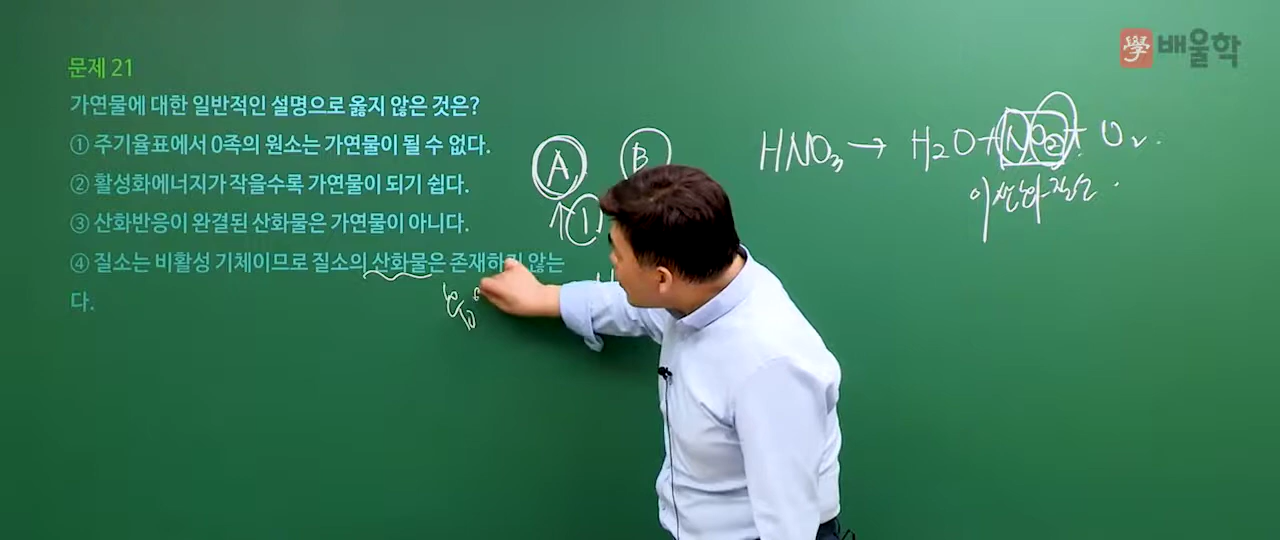 學 배울학
문제 21
가연물에 대한 일반적인 설명으로 옳지 않은 것은?
① 주기율표에서 0족의 원소는 가연물이 될 수 없다.
② 활성화에너지가 작을수록 가연물이 되기 쉽다.
③ 산화반응이 완결된 산화물은 가연물이 아니다.
④ 질소는 비활성 기체이므로 질소의 산화물은 존재하지 않는
다.
A B
↑ 1
HNO₃ → H₂O + NO₂ + O₂
이산화질소